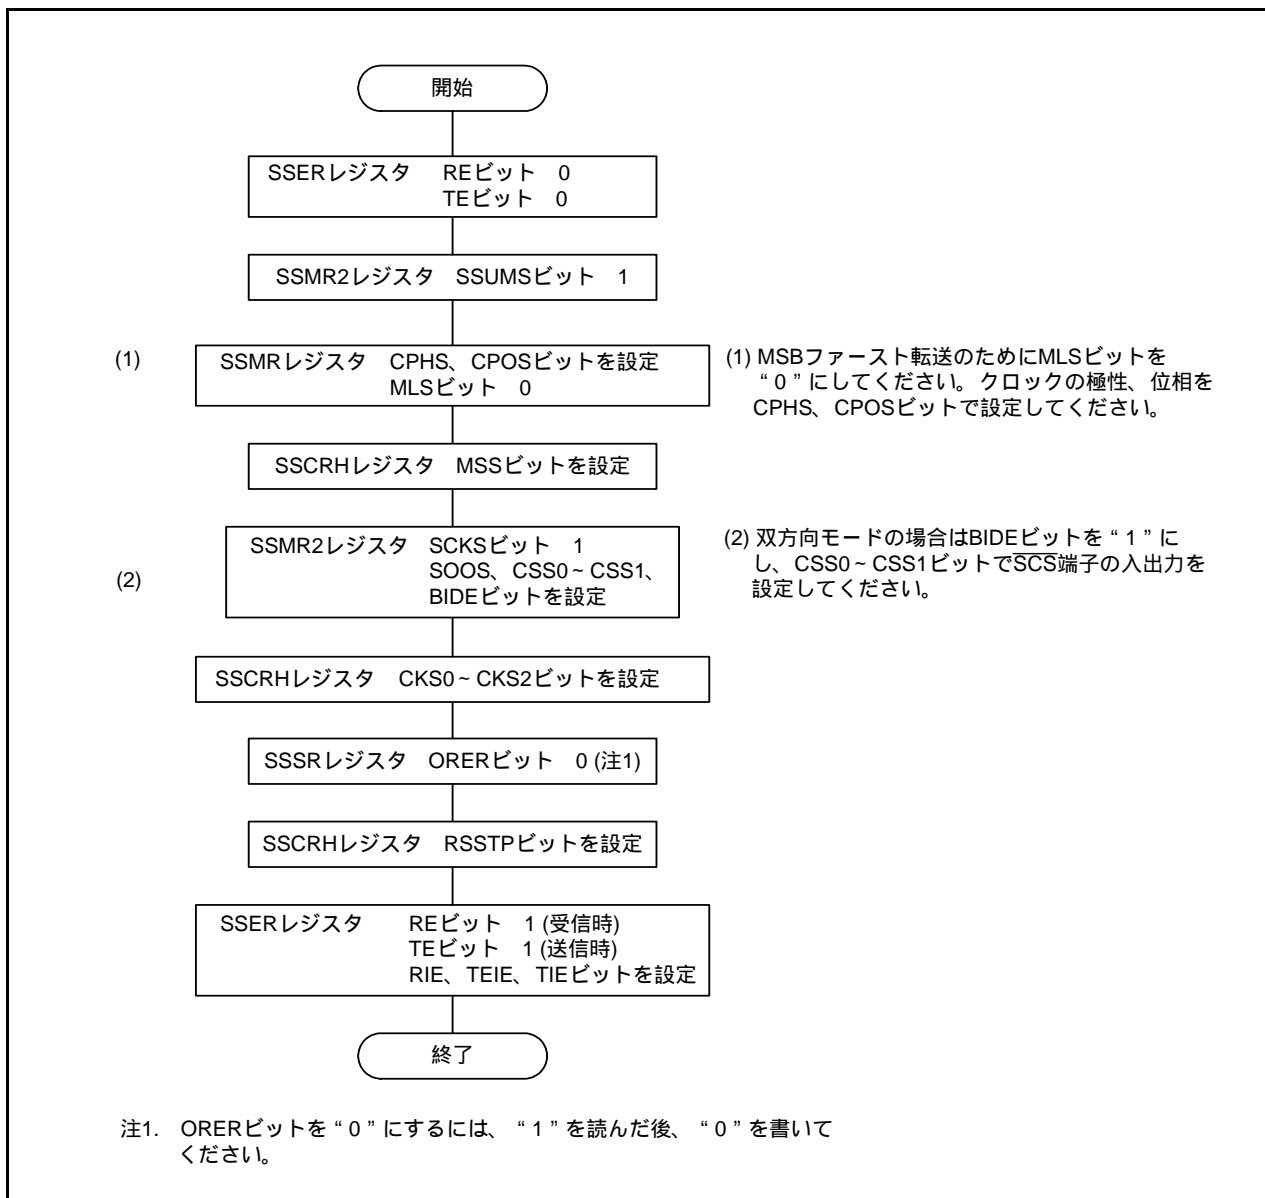 開始
SSERレジスタ　REビット　0
TEビット　0
SSMR2レジスタ　SSUMSビット　1
(1)
SSMRレジスタ　CPHS、CPOSビットを設定
MLSビット　0
(1) MSBファースト転送のためにMLSビットを
“0”にしてください。クロックの極性、位相を
CPHS、CPOSビットで設定してください。
SSCRHレジスタ　MSSビットを設定
(2)
SSMR2レジスタ　SCKSビット　1
SOOS、CSS0~CSS1、
BIDEビットを設定
(2) 双方向モードの場合はBIDEビットを“1”に
し、CSS0~CSS1ビットでSCS端子の入出力を
設定してください。
SSCRHレジスタ　CKS0~CKS2ビットを設定
SSSRレジスタ　ORERビット　0 (注1)
SSCRHレジスタ　RSSTPビットを設定
SSERレジスタ　REビット　1 (受信時)
TEビット　1 (送信時)
RIE、TEIE、TIEビットを設定
終了
注1.　ORERビットを“0”にするには、“1”を読んだ後、“0”を書いて
ください。